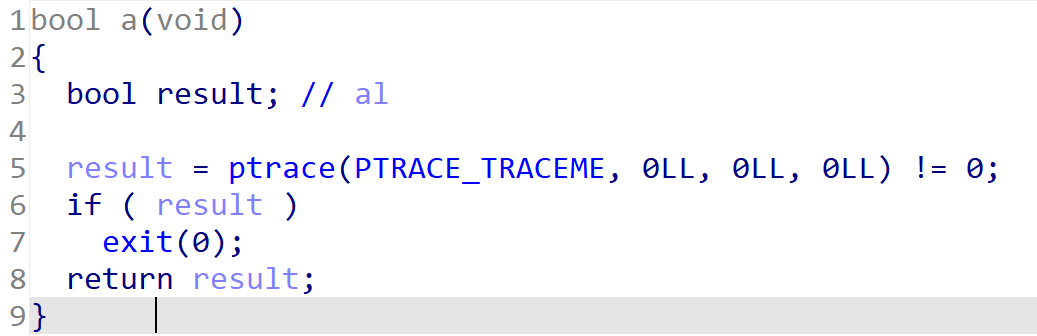 1 bool a(void)
2 {
3   bool result; // al
4
5   result = ptrace(PTRACE_TRACEME, 0LL, 0LL, 0LL) != 0;
6   if ( result )
7     exit(0);
8   return result;
9 }